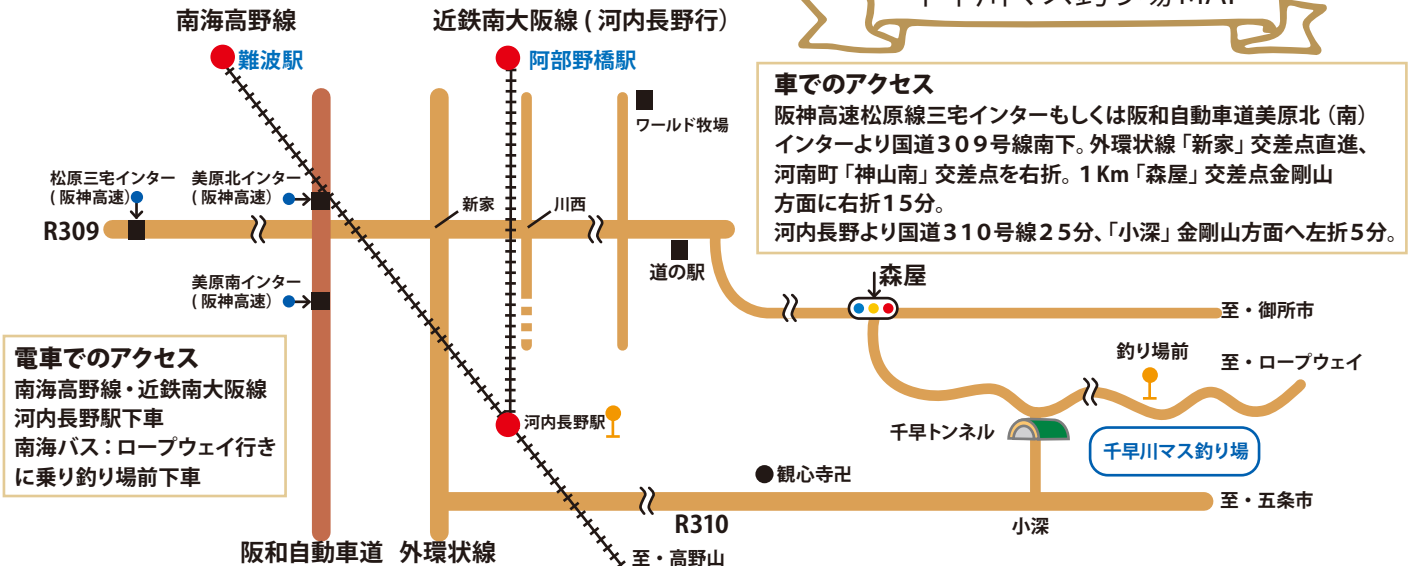 千早川マス釣り場MAP
南海高野線
近鉄南大阪線(河内長野行)
難波駅
阿部野橋駅
ワールド牧場
車でのアクセス
阪神高速松原線三宅インターもしくは阪和自動車道美原北(南)
インターより国道309号線南下。外環状線「新家」交差点直進、
河南町「神山南」交差点を右折。1Km「森屋」交差点金剛山
方面に右折15分。
河内長野より国道310号線25分、「小深」金剛山方面へ左折5分。
松原三宅インター
(阪神高速)
美原北インター
(阪神高速)
R309
新家
川西
道の駅
美原南インター
(阪神高速)
森屋
至・御所市
釣り場前
至・ロープウェイ
電車でのアクセス
南海高野線・近鉄南大阪線
河内長野駅下車
南海バス:ロープウェイ行き
に乗り釣り場前下車
河内長野駅
千早トンネル
千早川マス釣り場
観心寺卍
R310
至・五条市
小深
阪和自動車道
外環状線
至・高野山